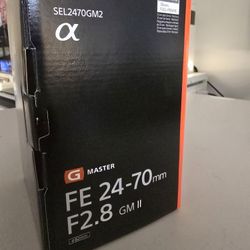 SEL2470GM2
α
G MASTER
FE 24-70mm
F2.8 GM II